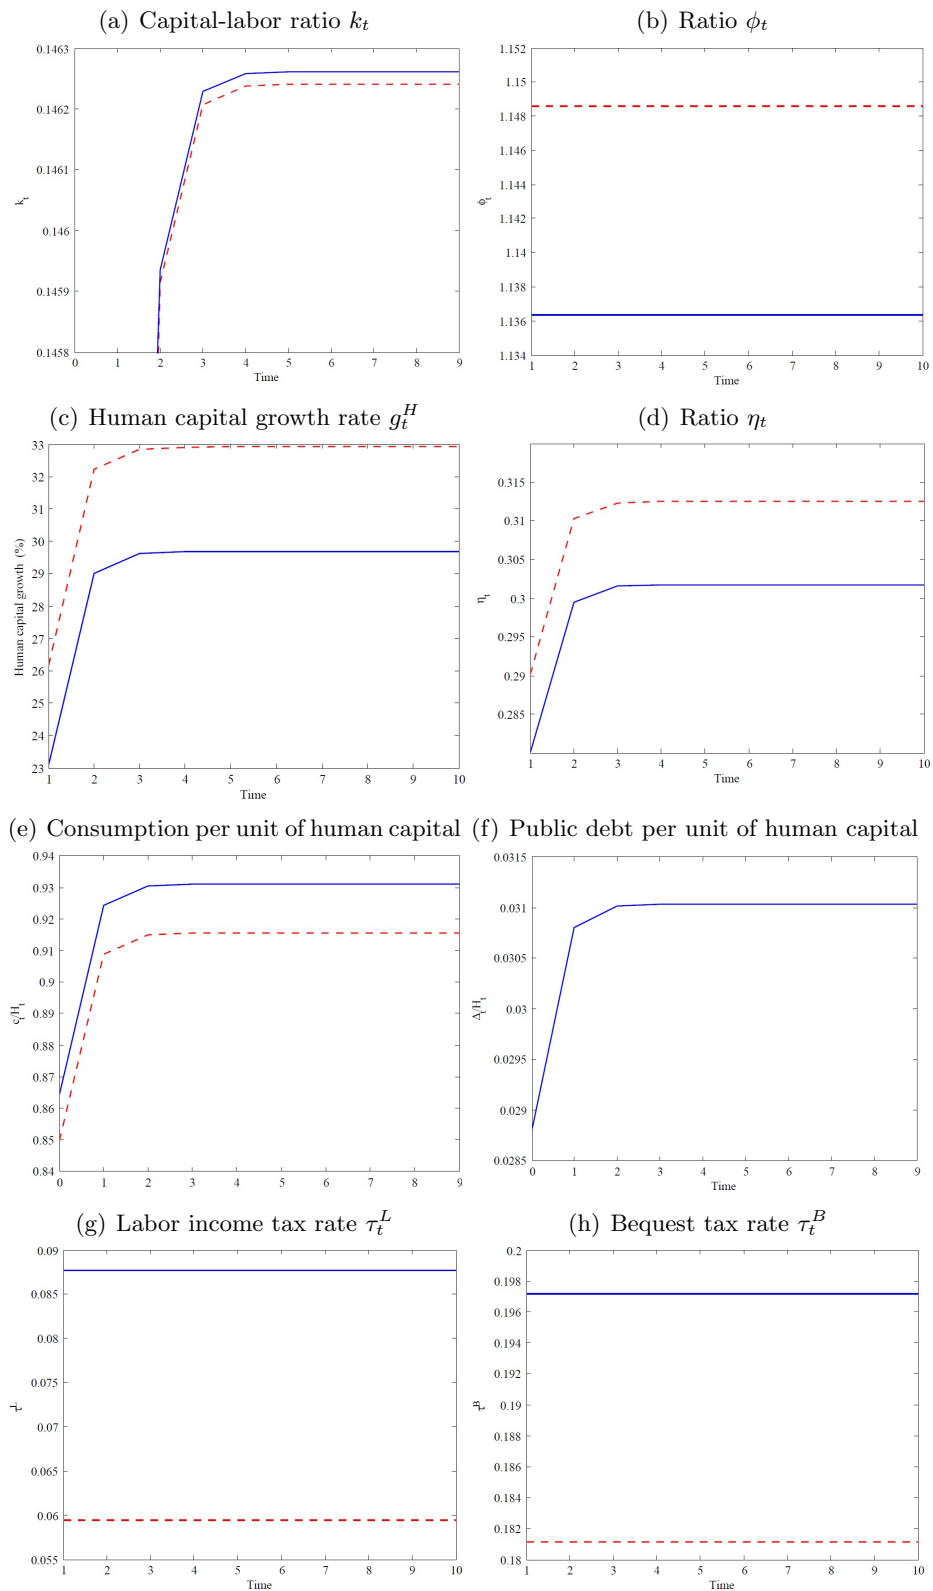 (a) Capital-labor ratio k_t
(b) Ratio ϕ_t
0.1463
0.1462
0.1461
0.146
0.1459
0.1458
k_t
0 1 2 3 4 5 6 7 8 9
Time
1.152
1.15
1.148
1.146
1.144
1.142
1.14
1.138
1.136
1.134
ϕ_t
1 2 3 4 5 6 7 8 9 10
Time
(c) Human capital growth rate g_t^H
(d) Ratio η_t
33
32
31
30
29
28
27
26
25
24
23
Human capital growth (%)
1 2 3 4 5 6 7 8 9 10
Time
0.315
0.31
0.305
0.3
0.295
0.29
0.285
η_t
1 2 3 4 5 6 7 8 9 10
Time
(e) Consumption per unit of human capital
(f) Public debt per unit of human capital
0.94
0.93
0.92
0.91
0.9
0.89
0.88
0.87
0.86
0.85
0.84
c_t/H_t
0 1 2 3 4 5 6 7 8 9
0.0315
0.031
0.0305
0.03
0.0295
0.029
0.0285
Δ_t/H_t
0 1 2 3 4 5 6 7 8 9
Time
(g) Labor income tax rate τ_t^L
(h) Bequest tax rate τ_t^B
0.09
0.085
0.08
0.075
0.07
0.065
0.06
0.055
τ^L
1 2 3 4 5 6 7 8 9 10
Time
0.2
0.198
0.196
0.194
0.192
0.19
0.188
0.186
0.184
0.182
0.18
τ^B
1 2 3 4 5 6 7 8 9 10
Time